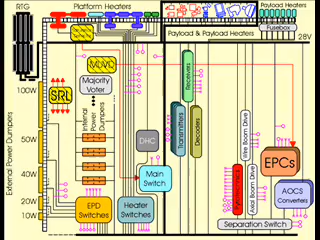 RTG
Platform Heaters
Payload Heaters
Fusebox
Payload & Payload Heaters
28V
External Power Dumpers
100W
50W
40W
20W
10W
SRL
Majority
Voter
Internal
Power
Dumpers
DHC
Main
Switch
EPD
Switches
Heater
Switches
Receivers
Transmitters
Decoders
Wire Boom Drive
Axial Boom Drive
Separation Switch
EPCs
AOCS
Converters